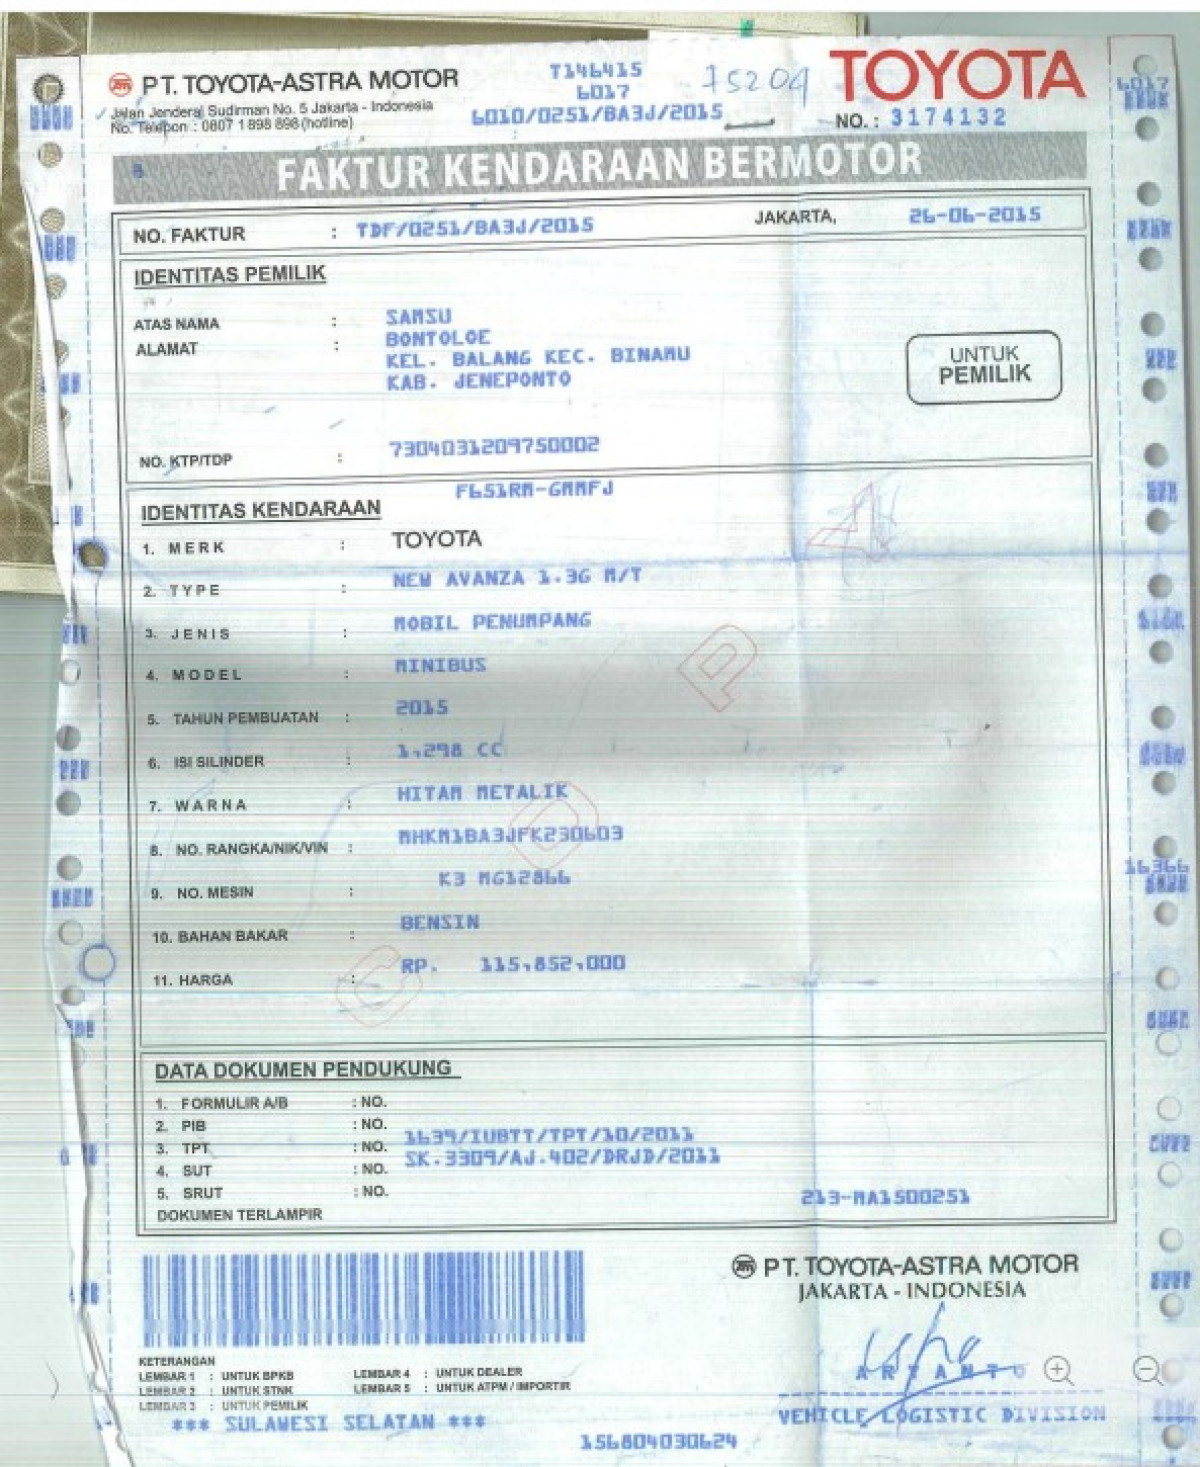 PT. TOYOTA-ASTRA MOTOR
Jalan Jenderal Sudirman No. 5 Jakarta - Indonesia
No. Telepon : 0807 1 898 898 (hotline)
T146415
6017
6010/0251/BA3J/2015
75204
TOYOTA
NO. : 3174132
6017
FAKTUR KENDARAAN BERMOTOR
NO. FAKTUR : TDF/0251/BA3J/2015 JAKARTA, 26-06-2015
IDENTITAS PEMILIK
ATAS NAMA : SAMSU
ALAMAT : BONTOLOE
KEL. BALANG KEC. BINAMU
KAB. JENEPONTO
UNTUK
PEMILIK
NO. KTP/TDP : 7304031209750002
F651RM-GMMFJ
IDENTITAS KENDARAAN
1. MERK : TOYOTA
2. TYPE : NEW AVANZA 1.3G M/T
3. JENIS : MOBIL PENUMPANG
4. MODEL : MINIBUS
5. TAHUN PEMBUATAN : 2015
6. ISI SILINDER : 1,298 CC
7. WARNA : HITAM METALIK
8. NO. RANGKA/NIK/VIN : MHKM1BA3JFK230603
9. NO. MESIN : K3 MG12866
10. BAHAN BAKAR : BENSIN
11. HARGA : RP. 115,852,000
COPY
16366
DATA DOKUMEN PENDUKUNG
1. FORMULIR A/B : NO.
2. PIB : NO.
3. TPT : NO. 1639/IUBTT/TPT/10/2011
4. SUT : NO. SK.3309/AJ.402/DRJD/2011
5. SRUT : NO.
213-MA1500251
DOKUMEN TERLAMPIR
PT. TOYOTA-ASTRA MOTOR
JAKARTA - INDONESIA
ARYANTO
VEHICLE LOGISTIC DIVISION
KETERANGAN
LEMBAR 1 : UNTUK BPKB LEMBAR 4 : UNTUK DEALER
LEMBAR 2 : UNTUK STNK LEMBAR 5 : UNTUK ATPM / IMPORTIR
LEMBAR 3 : UNTUK PEMILIK
*** SULAWESI SELATAN ***
156804030624